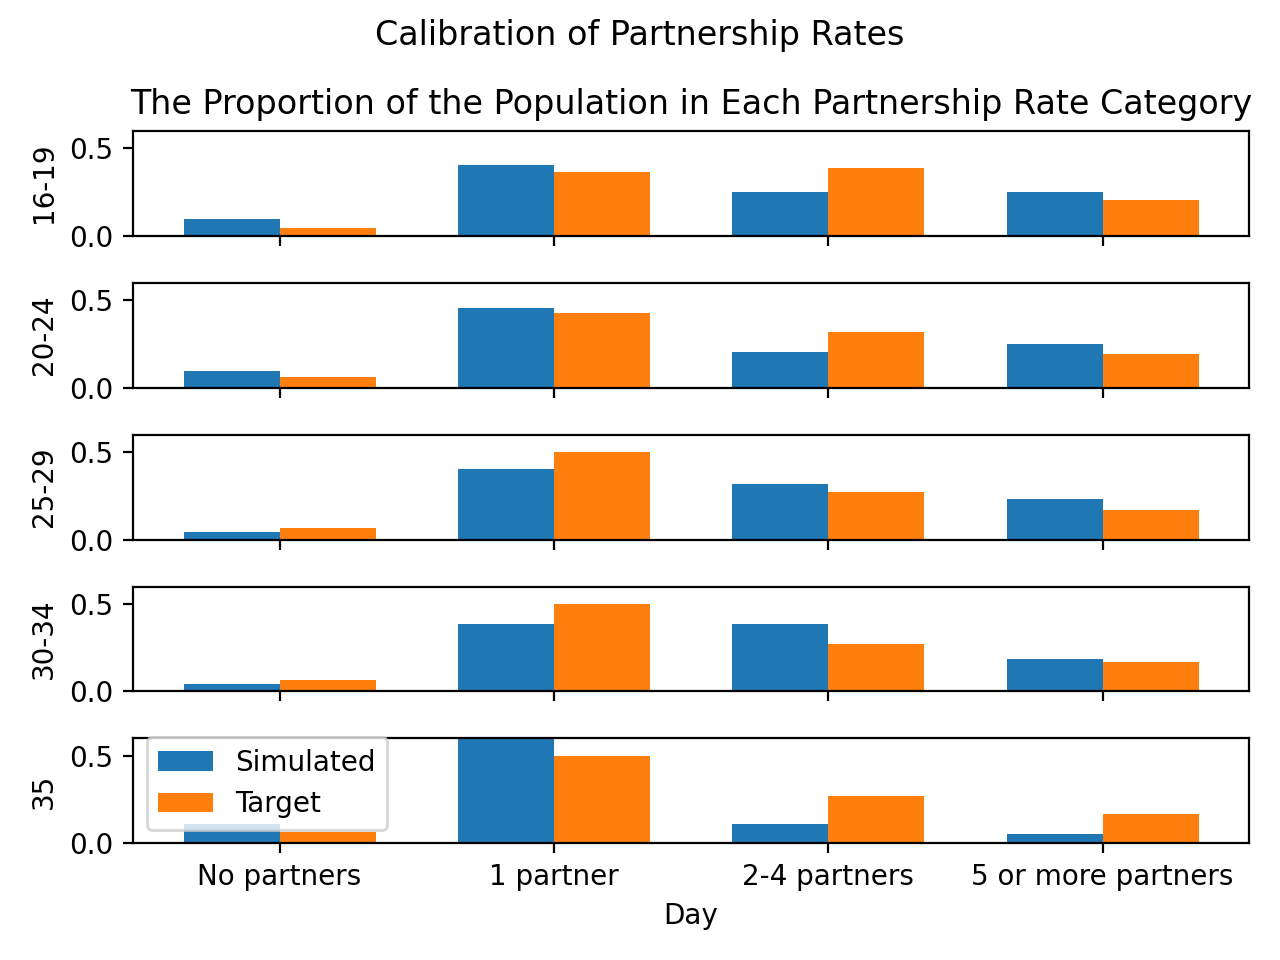 Calibration of Partnership Rates
The Proportion of the Population in Each Partnership Rate Category
16-19
0.5
0.0
20-24
0.5
0.0
25-29
0.5
0.0
30-34
0.5
0.0
35
0.5
0.0
Simulated
Target
No partners
1 partner
2-4 partners
5 or more partners
Day